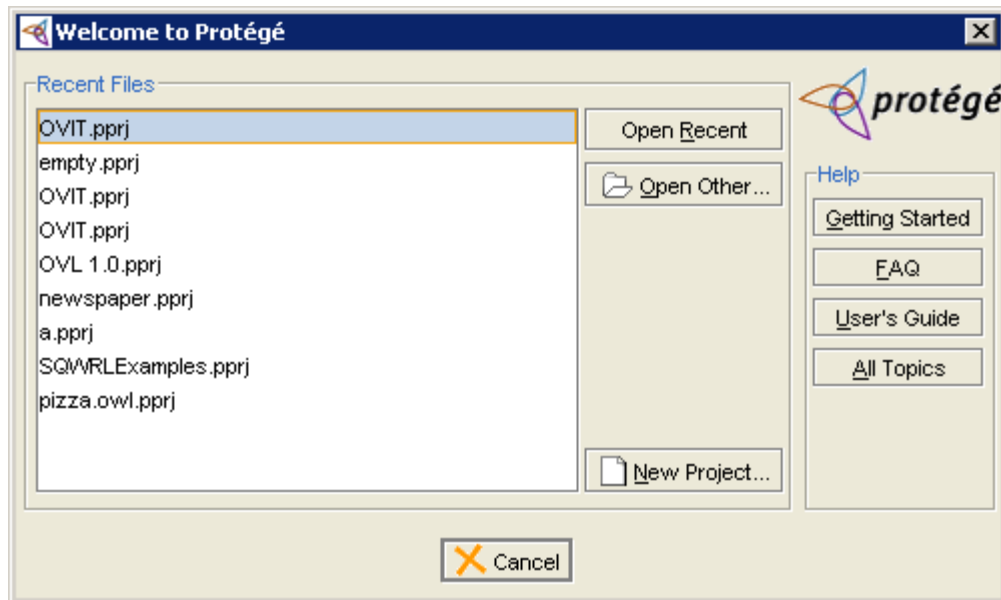 Welcome to Protégé
Recent Files
OVIT.pprj
empty.pprj
OVIT.pprj
OVIT.pprj
OVL 1.0.pprj
newspaper.pprj
a.pprj
SQWRLExamples.pprj
pizza.owl.pprj
Open Recent
Open Other...
New Project...
protégé
Help
Getting Started
FAQ
User's Guide
All Topics
Cancel